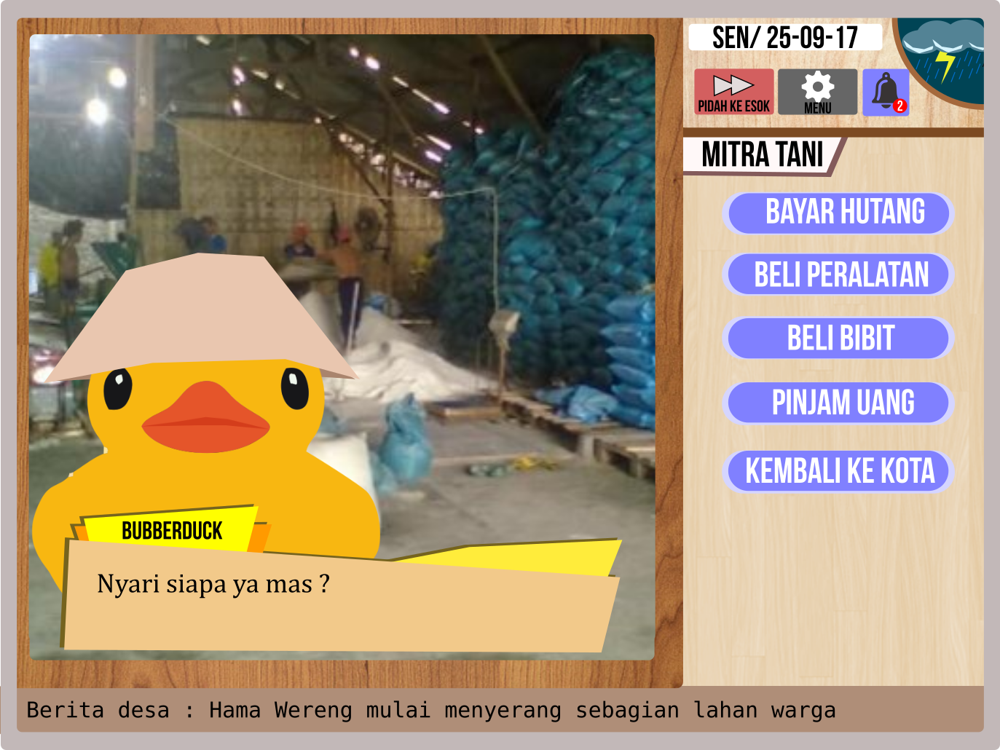 SEN/ 25-09-17
PIDAH KE ESOK
MENU
2
MITRA TANI
BAYAR HUTANG
BELI PERALATAN
BELI BIBIT
PINJAM UANG
KEMBALI KE KOTA
BUBBERDUCK
Nyari siapa ya mas ?
Berita desa : Hama Wereng mulai menyerang sebagian lahan warga